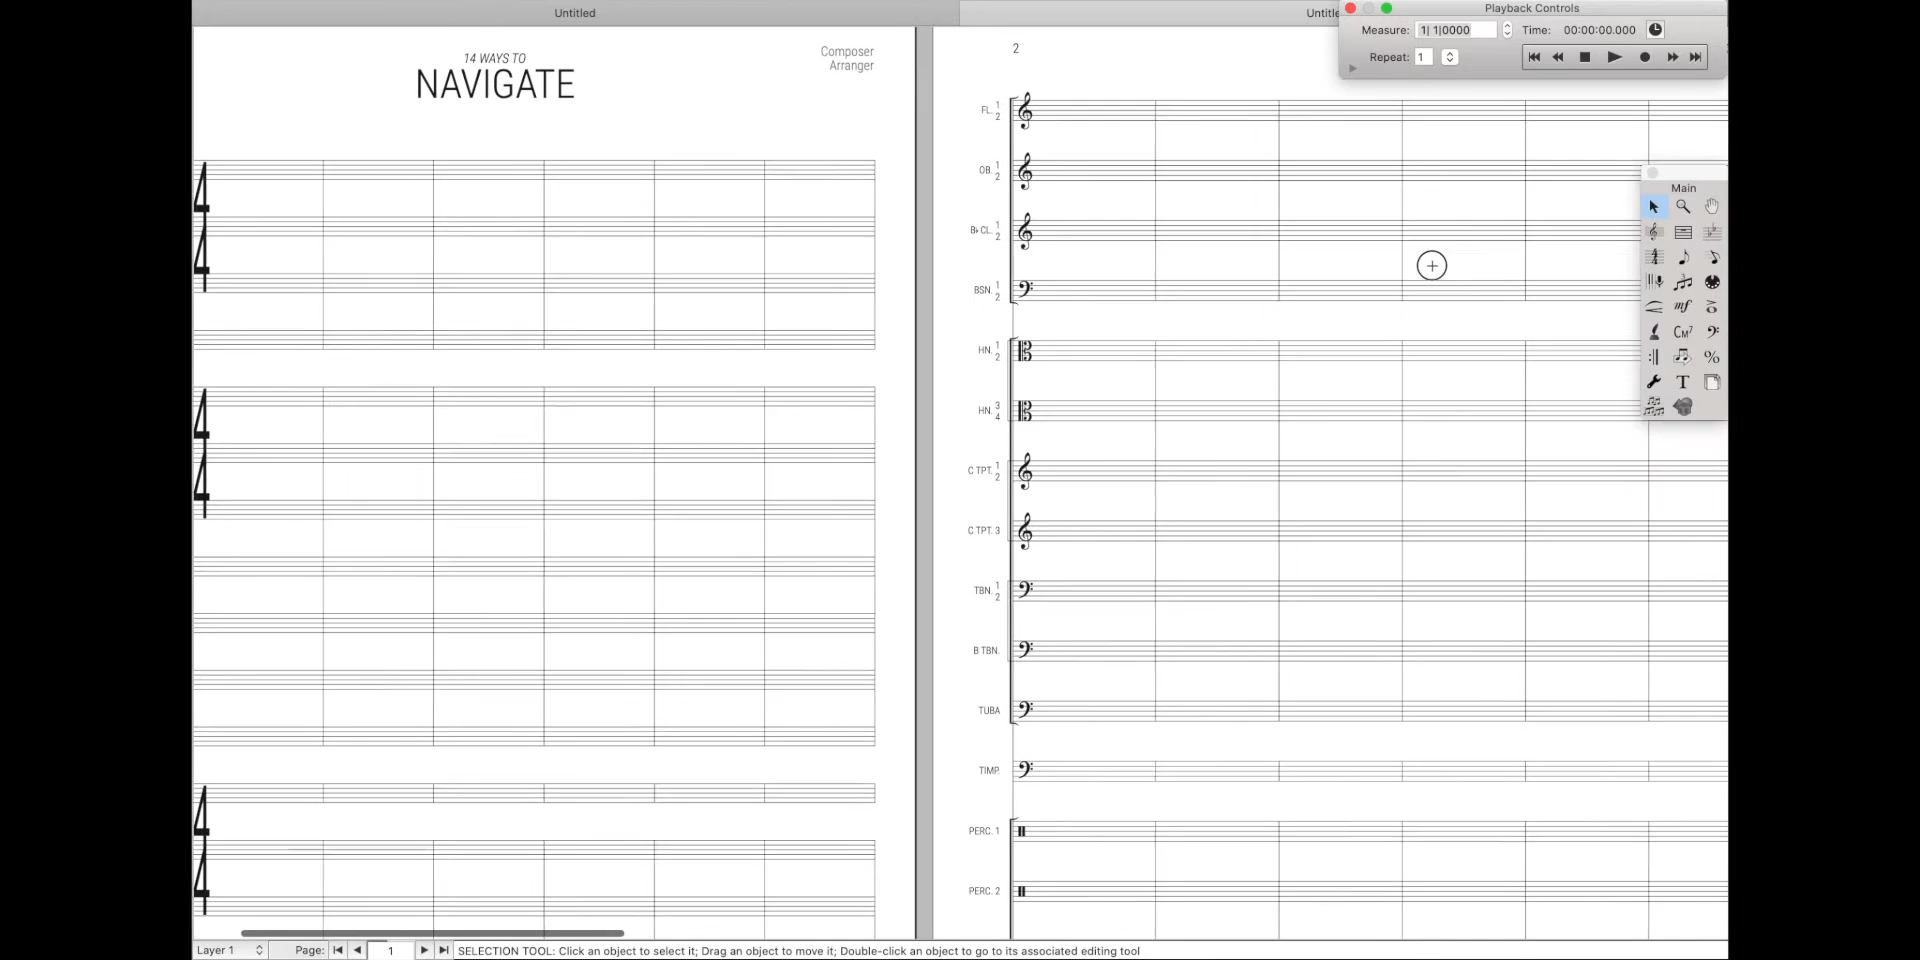 Untitled
Untitle
Playback Controls
Measure: 1| 1|0000
Time: 00:00:00.000
Repeat: 1
14 WAYS TO
NAVIGATE
Composer
Arranger
2
FL. 1
2
OB. 1
2
B♭ CL. 1
2
BSN. 1
2
HN. 1
2
HN. 3
4
C TPT. 1
2
C TPT. 3
TBN. 1
2
B TBN.
TUBA
TIMP.
PERC. 1
PERC. 2
Main
mf
CM7
%
T
Layer 1
Page: 1
SELECTION TOOL: Click an object to select it; Drag an object to move it; Double-click an object to go to its associated editing tool